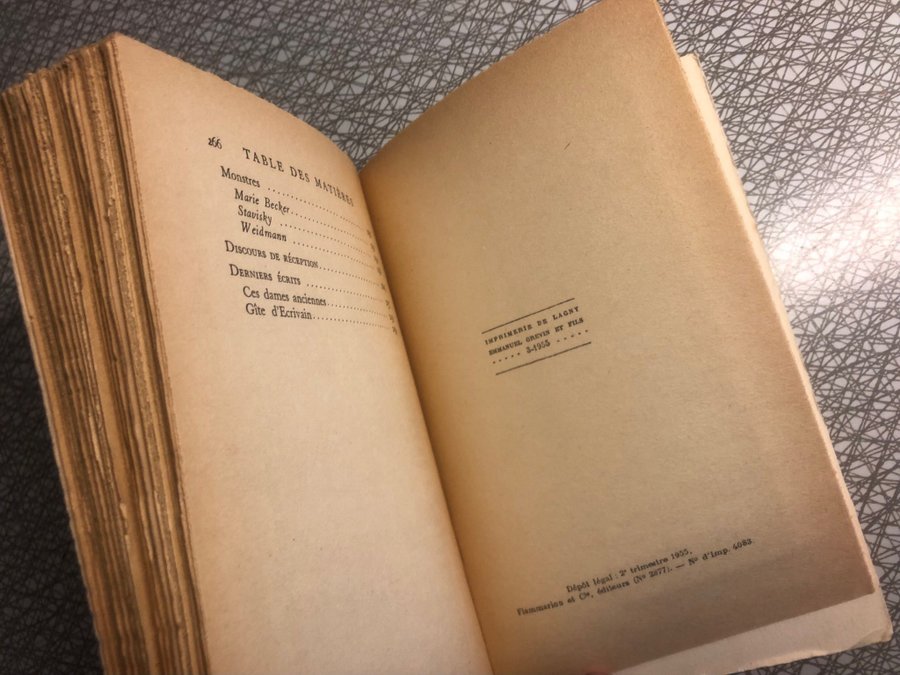 266 TABLE DES MATIÈRES
Monstres ..............
Marie Becker..............
Stavisky ..............
Weidmann ..............
DISCOURS DE RÉCEPTION..............
DERNIERS ÉCRITS ..............
Ces dames anciennes..............
Gîte d'Ecrivain..............
IMPRIMERIE DE LAGNY
EMMANUEL GREVIN ET FILS
- - - - - 3-1955 - - - - -
Dépôt légal : 2e trimestre 1955.
Flammarion et Cie, éditeurs (No 2877). — No d'imp. 4083.